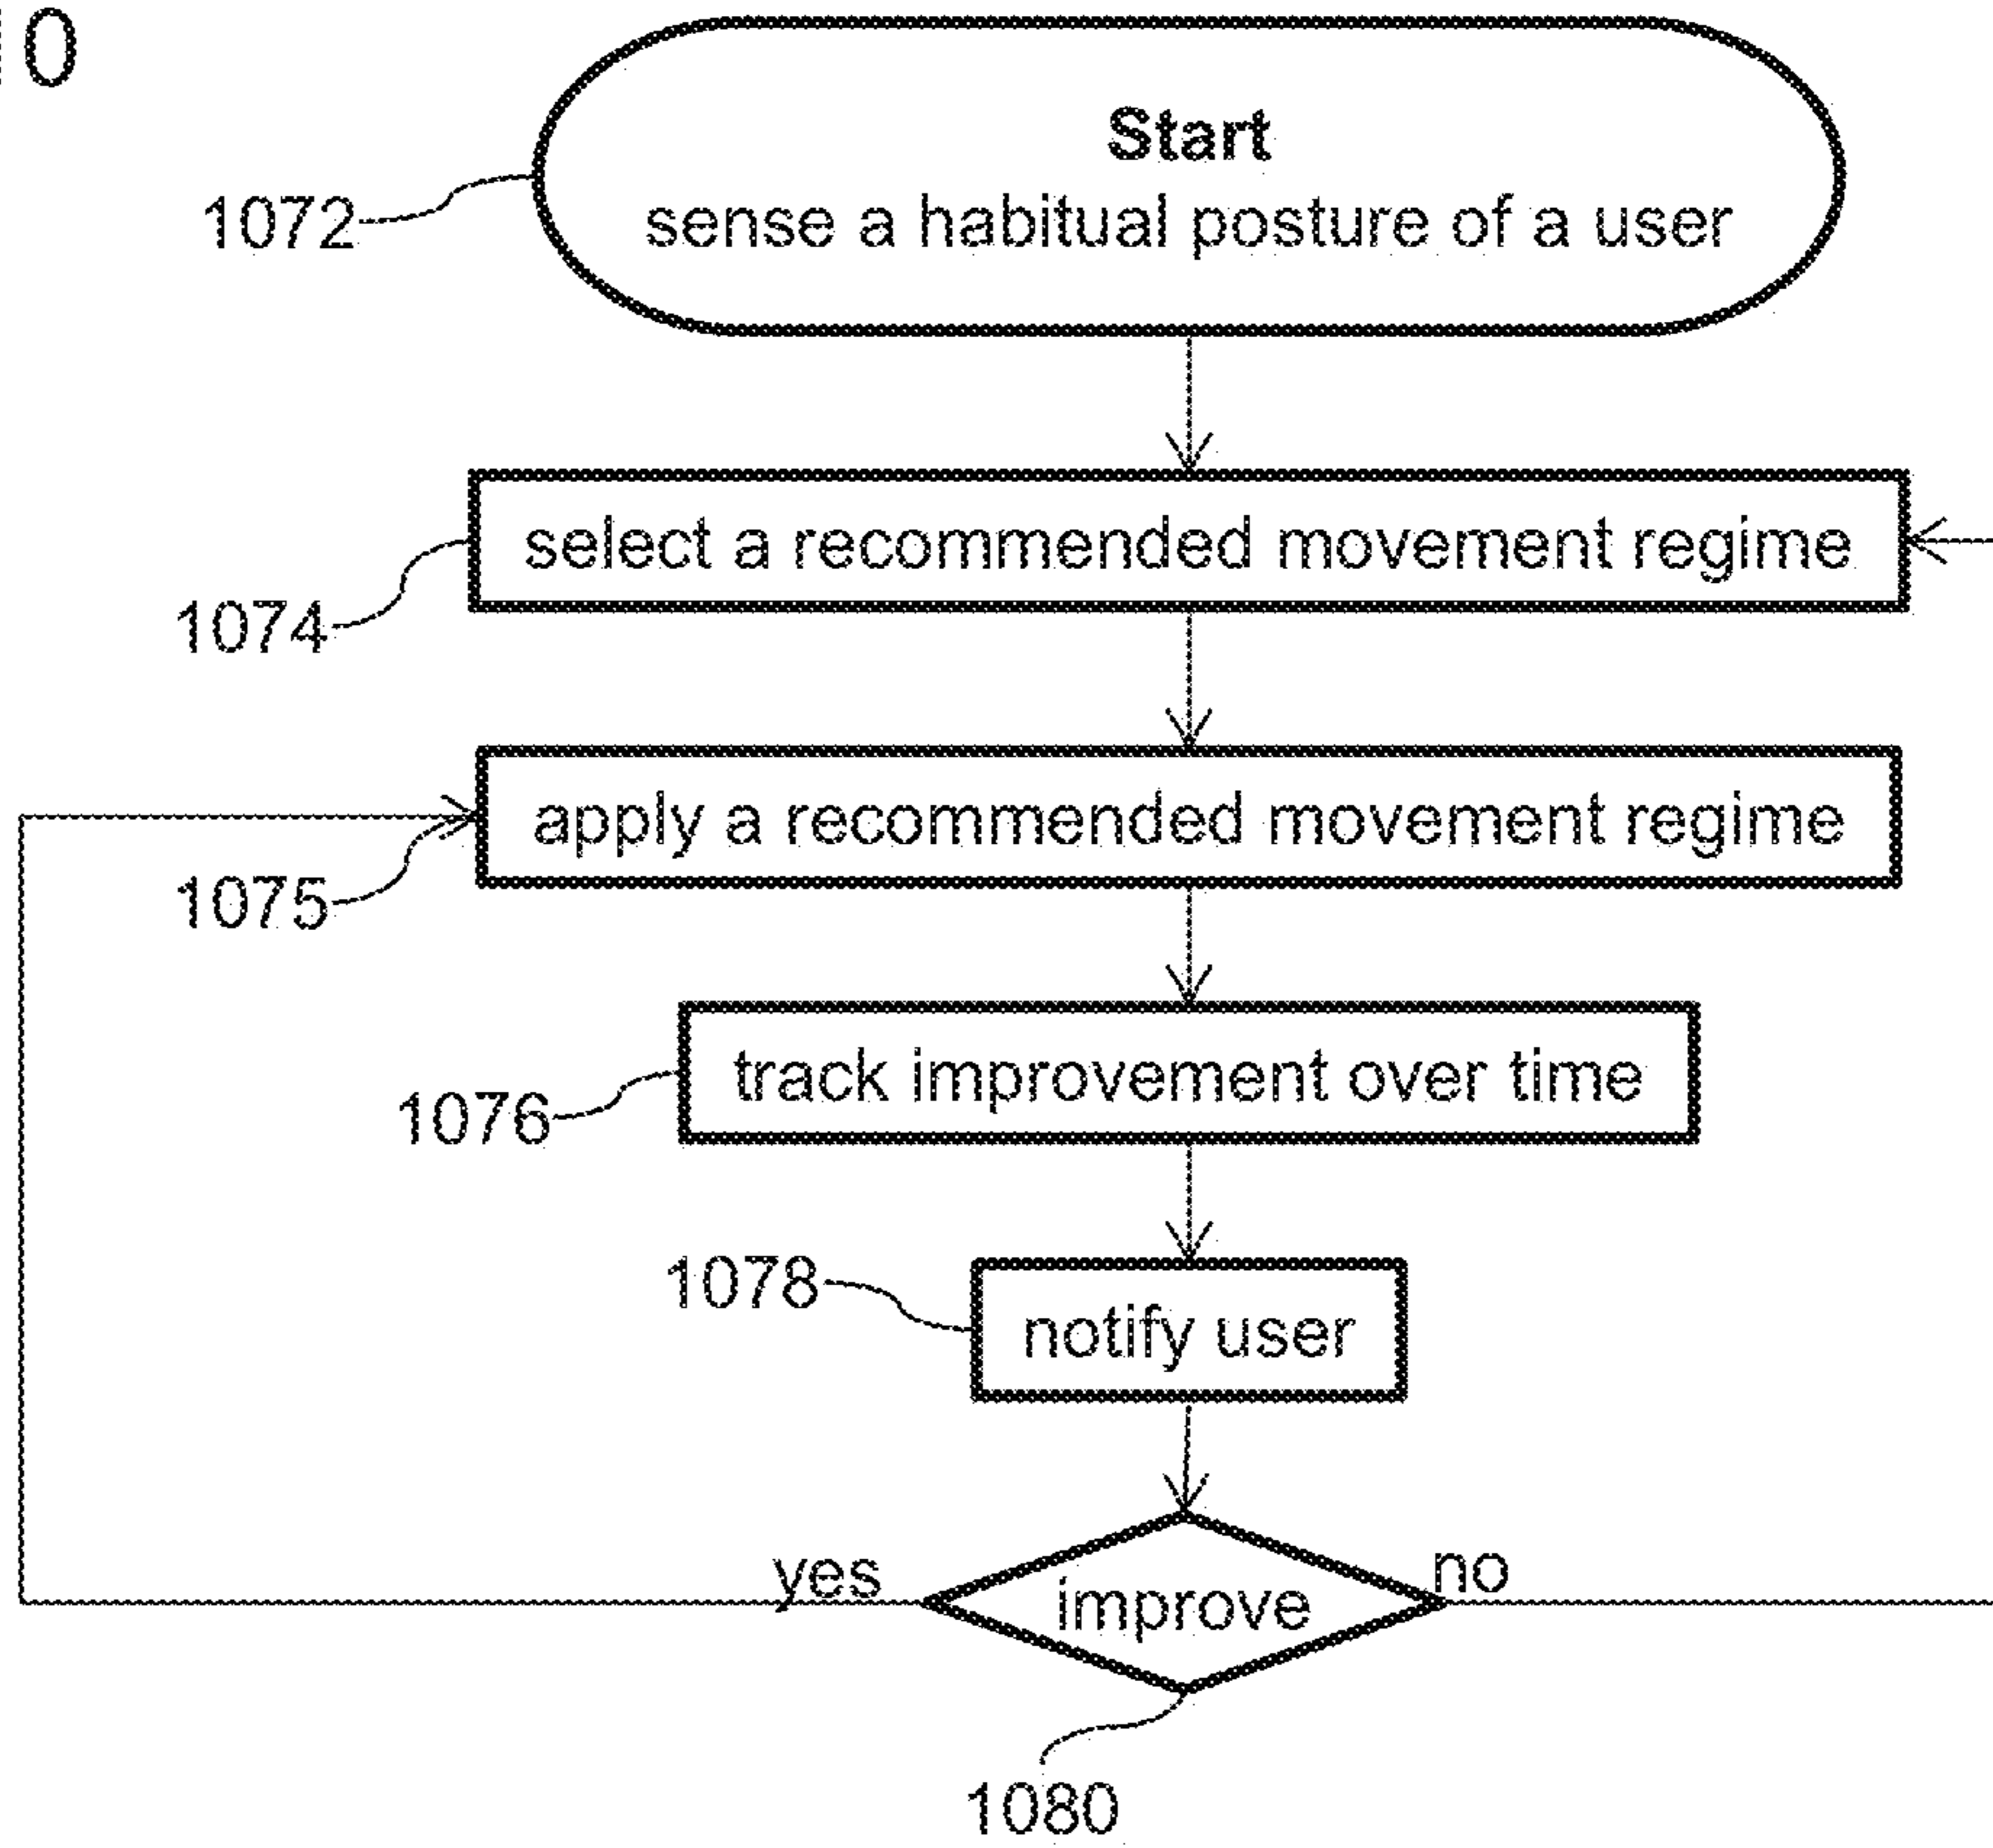 0
Start
sense a habitual posture of a user
1072
select a recommended movement regime
1074
apply a recommended movement regime
1075
track improvement over time
1076
1078
notify user
yes
no
improve
1080